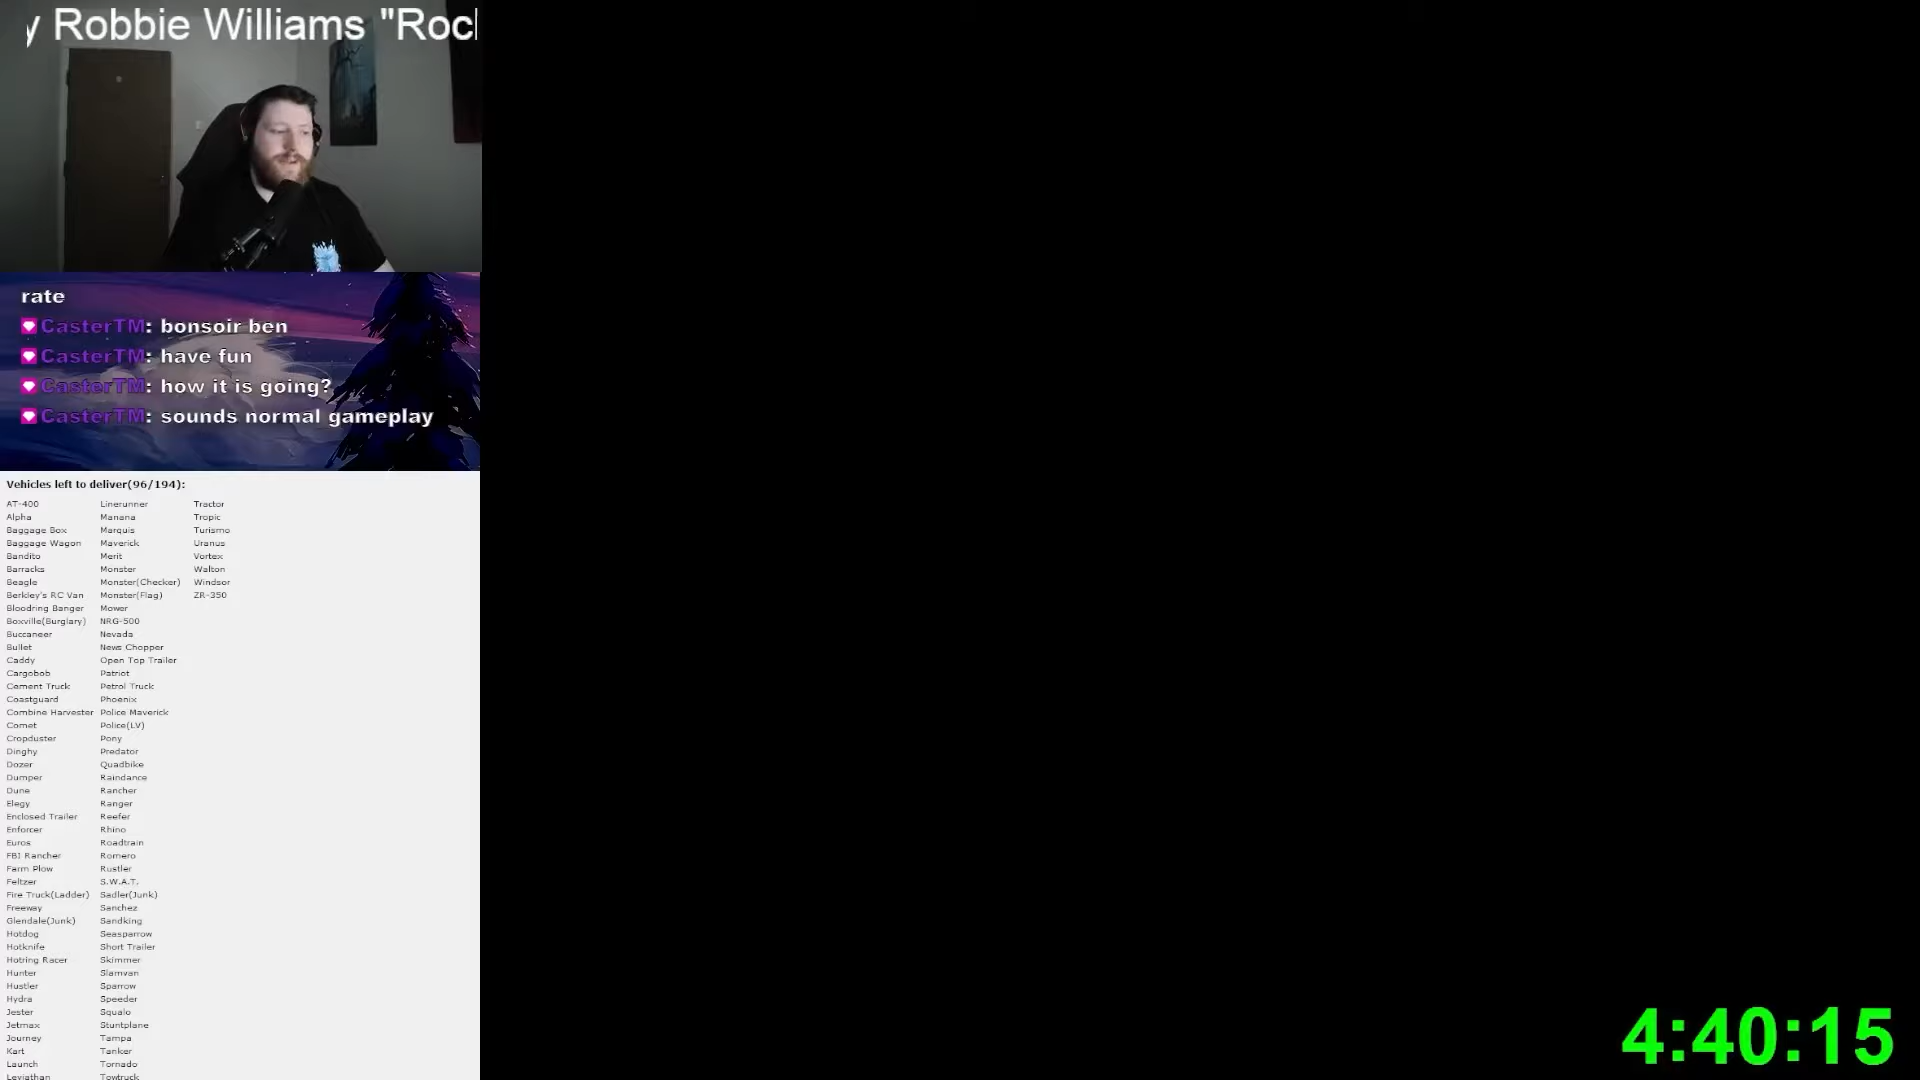 Robbie Williams "Roc
rate
CasterTM: bonsoir ben
CasterTM: have fun
CasterTM: how it is going?
CasterTM: sounds normal gameplay
Vehicles left to deliver(96/194):
AT-400 Linerunner Tractor
Alpha Manana Tropic
Baggage Box Marquis Turismo
Baggage Wagon Maverick Uranus
Bandito Merit Vortex
Barracks Monster Walton
Beagle Monster(Checker) Windsor
Berkley's RC Van Monster(Flag) ZR-350
Bloodring Banger Mower
Boxville(Burglary) NRG-500
Buccaneer Nevada
Bullet News Chopper
Caddy Open Top Trailer
Cargobob Patriot
Cement Truck Petrol Truck
Coastguard Phoenix
Combine Harvester Police Maverick
Comet Police(LV)
Cropduster Pony
Dinghy Predator
Dozer Quadbike
Dumper Raindance
Dune Rancher
Elegy Ranger
Enclosed Trailer Reefer
Enforcer Rhino
Euros Roadtrain
FBI Rancher Romero
Farm Plow Rustler
Feltzer S.W.A.T.
Fire Truck(Ladder) Sadler(Junk)
Freeway Sanchez
Glendale(Junk) Sandking
Hotdog Seasparrow
Hotknife Short Trailer
Hotring Racer Skimmer
Hunter Slamvan
Hustler Sparrow
Hydra Speeder
Jester Squalo
Jetmax Stuntplane
Journey Tampa
Kart Tanker
Launch Tornado
Leviathan Towtruck
4:40:15